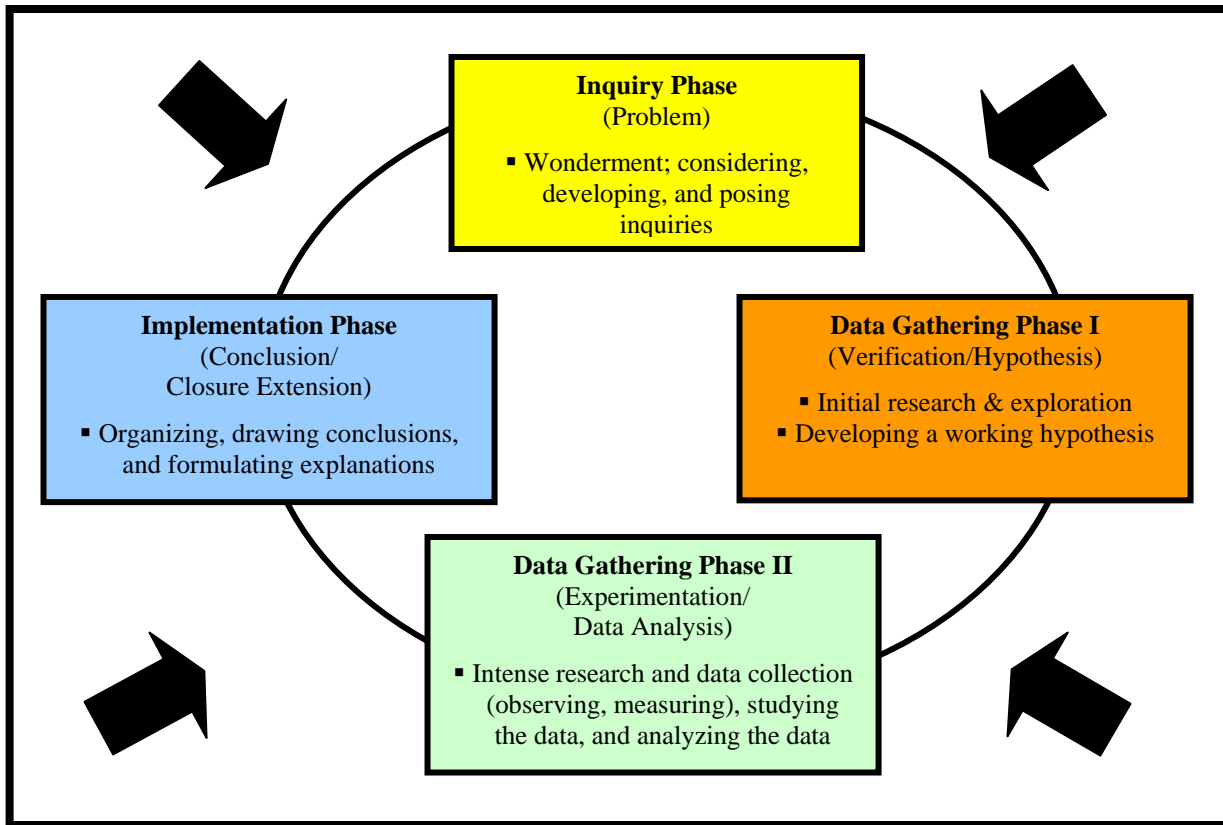 Inquiry Phase
(Problem)
▪ Wonderment; considering,
developing, and posing
inquiries
Implementation Phase
(Conclusion/
Closure Extension)
▪ Organizing, drawing conclusions,
and formulating explanations
Data Gathering Phase I
(Verification/Hypothesis)
▪ Initial research & exploration
▪ Developing a working hypothesis
Data Gathering Phase II
(Experimentation/
Data Analysis)
▪ Intense research and data collection
(observing, measuring), studying
the data, and analyzing the data